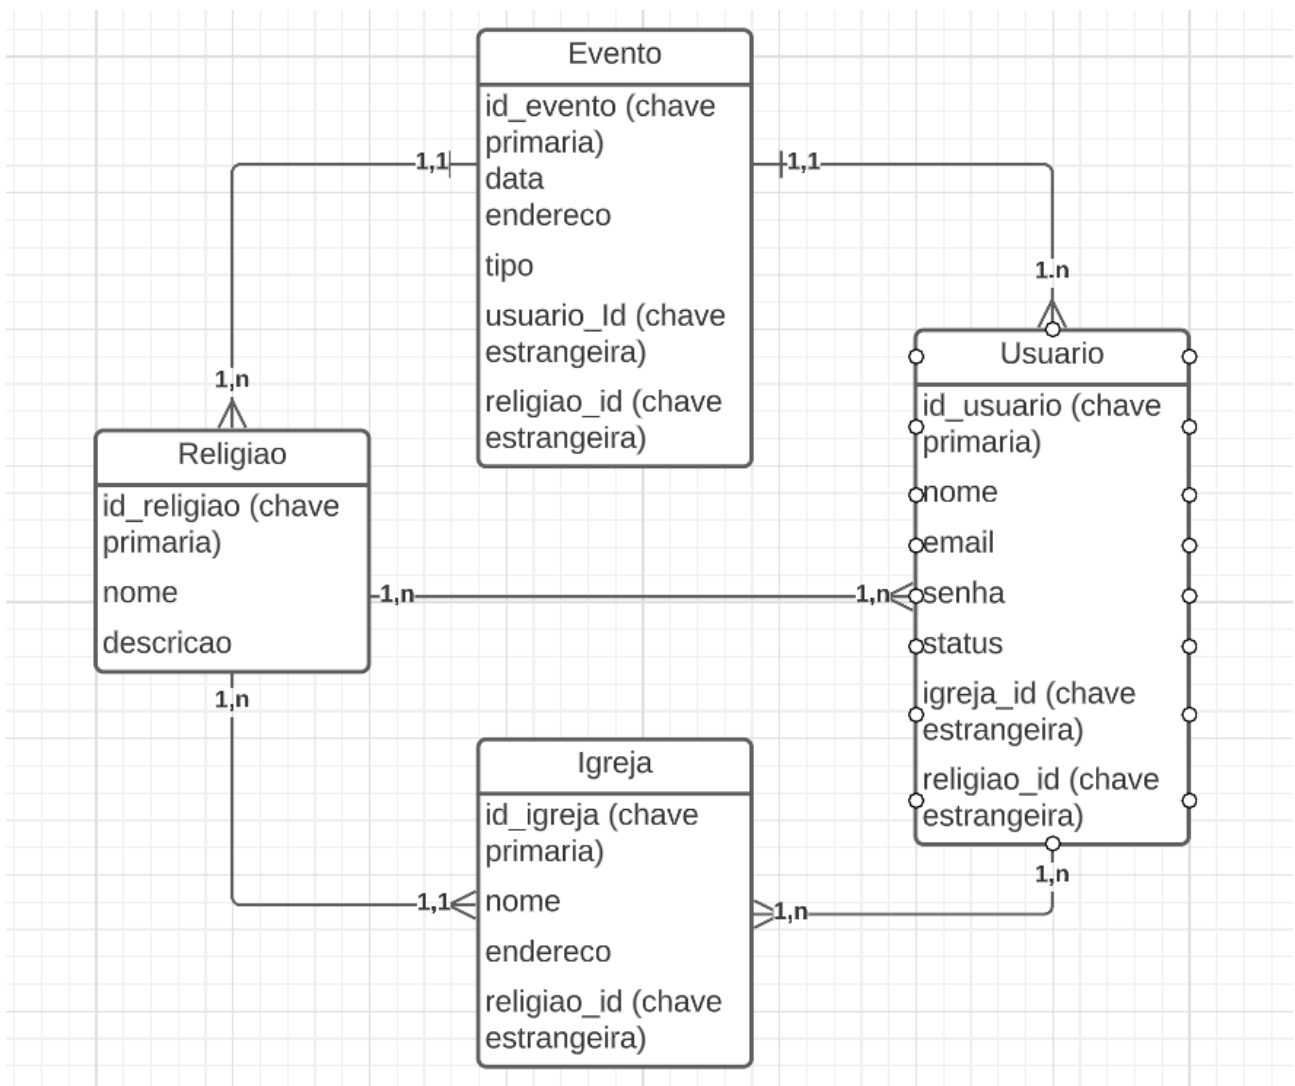 Evento
id_evento (chave
primaria)
data
endereco
tipo
usuario_Id (chave
estrangeira)
religiao_id (chave
estrangeira)
1,1
1,1
1,n
1.n
Religiao
id_religiao (chave
primaria)
nome
descricao
Usuario
id_usuario (chave
primaria)
nome
email
senha
status
igreja_id (chave
estrangeira)
religiao_id (chave
estrangeira)
1,n
1,n
1,n
1,1
Igreja
id_igreja (chave
primaria)
nome
endereco
religiao_id (chave
estrangeira)
1,n
1,n